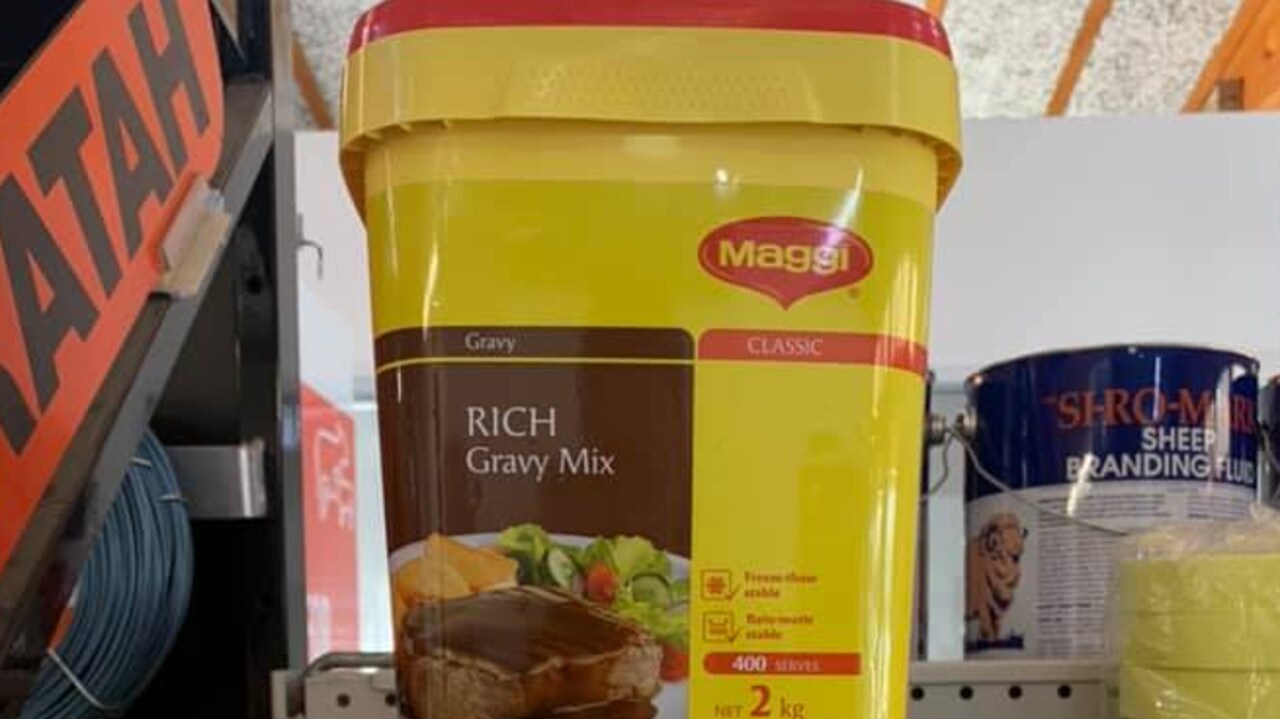 ATAH
Maggi
Gravy
CLASSIC
RICH
Gravy Mix
Freeze-thaw
stable
Bain-marie
stable
400 SERVES
NET 2 kg
SHEEP
BRANDING FLUID